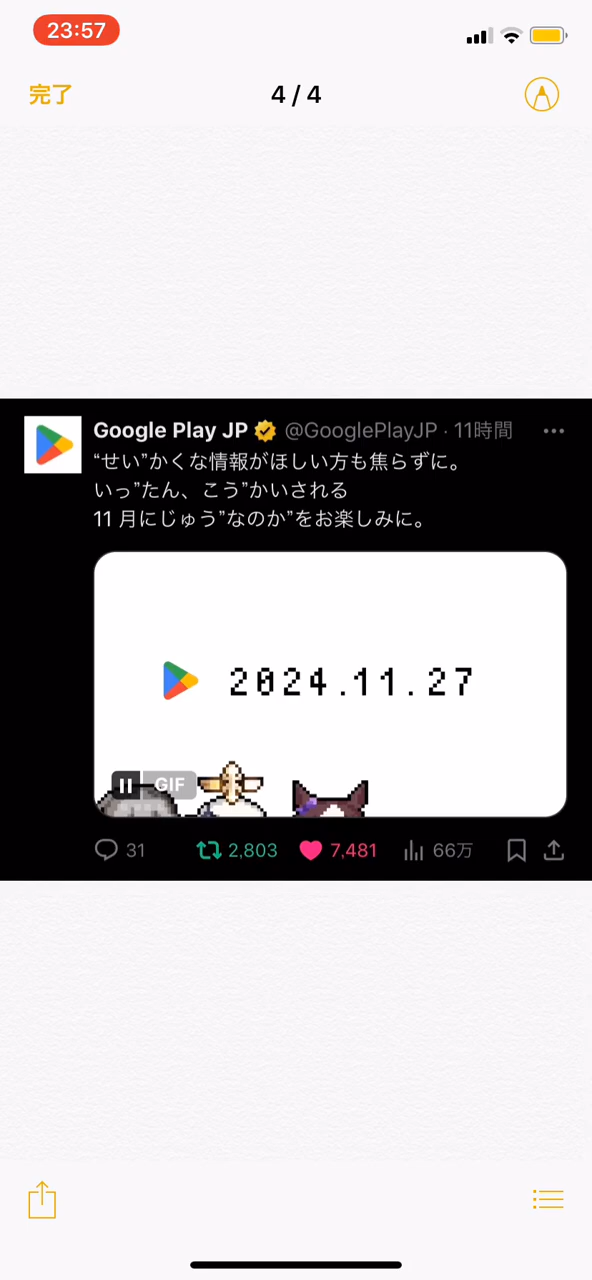 23:57
完了
4 / 4
Google Play JP @GooglePlayJP · 11時間
“せい”かくな情報がほしい方も焦らずに。
いっ”たん、こう”かいされる
11 月にじゅう”なのか”をお楽しみに。
2024.11.27
GIF
31 2,803 7,481 66万